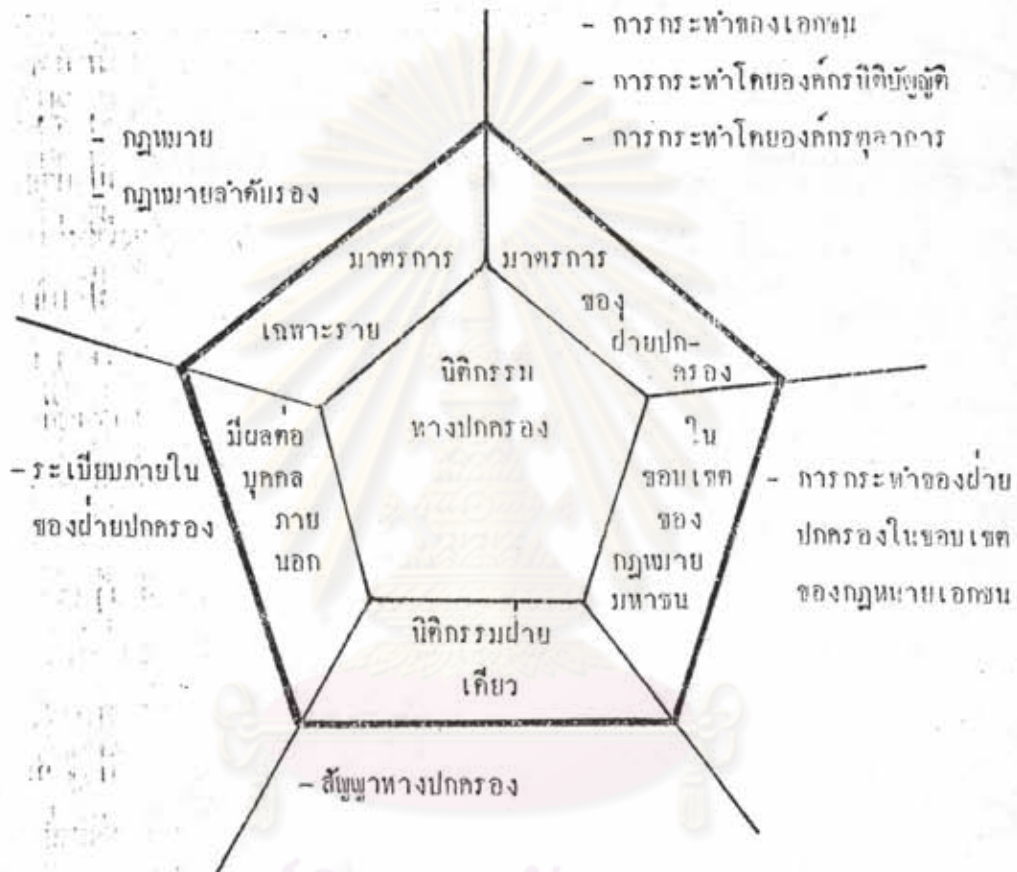 - การกระทำของเอกชน
- การกระทำโดยองค์กรนิติบัญญัติ
- การกระทำโดยองค์กรตุลาการ
- กฎหมาย
- กฎหมายลำดับรอง
มาตรการ
เฉพาะราย
มาตรการ
ของ
ฝ่ายปก-
ครอง
นิติกรรม
ทางปกครอง
มีผลต่อ
บุคคล
ภาย
นอก
- ระเบียบภายใน
ของฝ่ายปกครอง
ใน
ขอบเขต
ของ
กฎหมาย
มหาชน
- การกระทำของฝ่าย
ปกครองในขอบเขต
ของกฎหมายเอกชน
นิติกรรมฝ่าย
เดียว
- สัญญาทางปกครอง